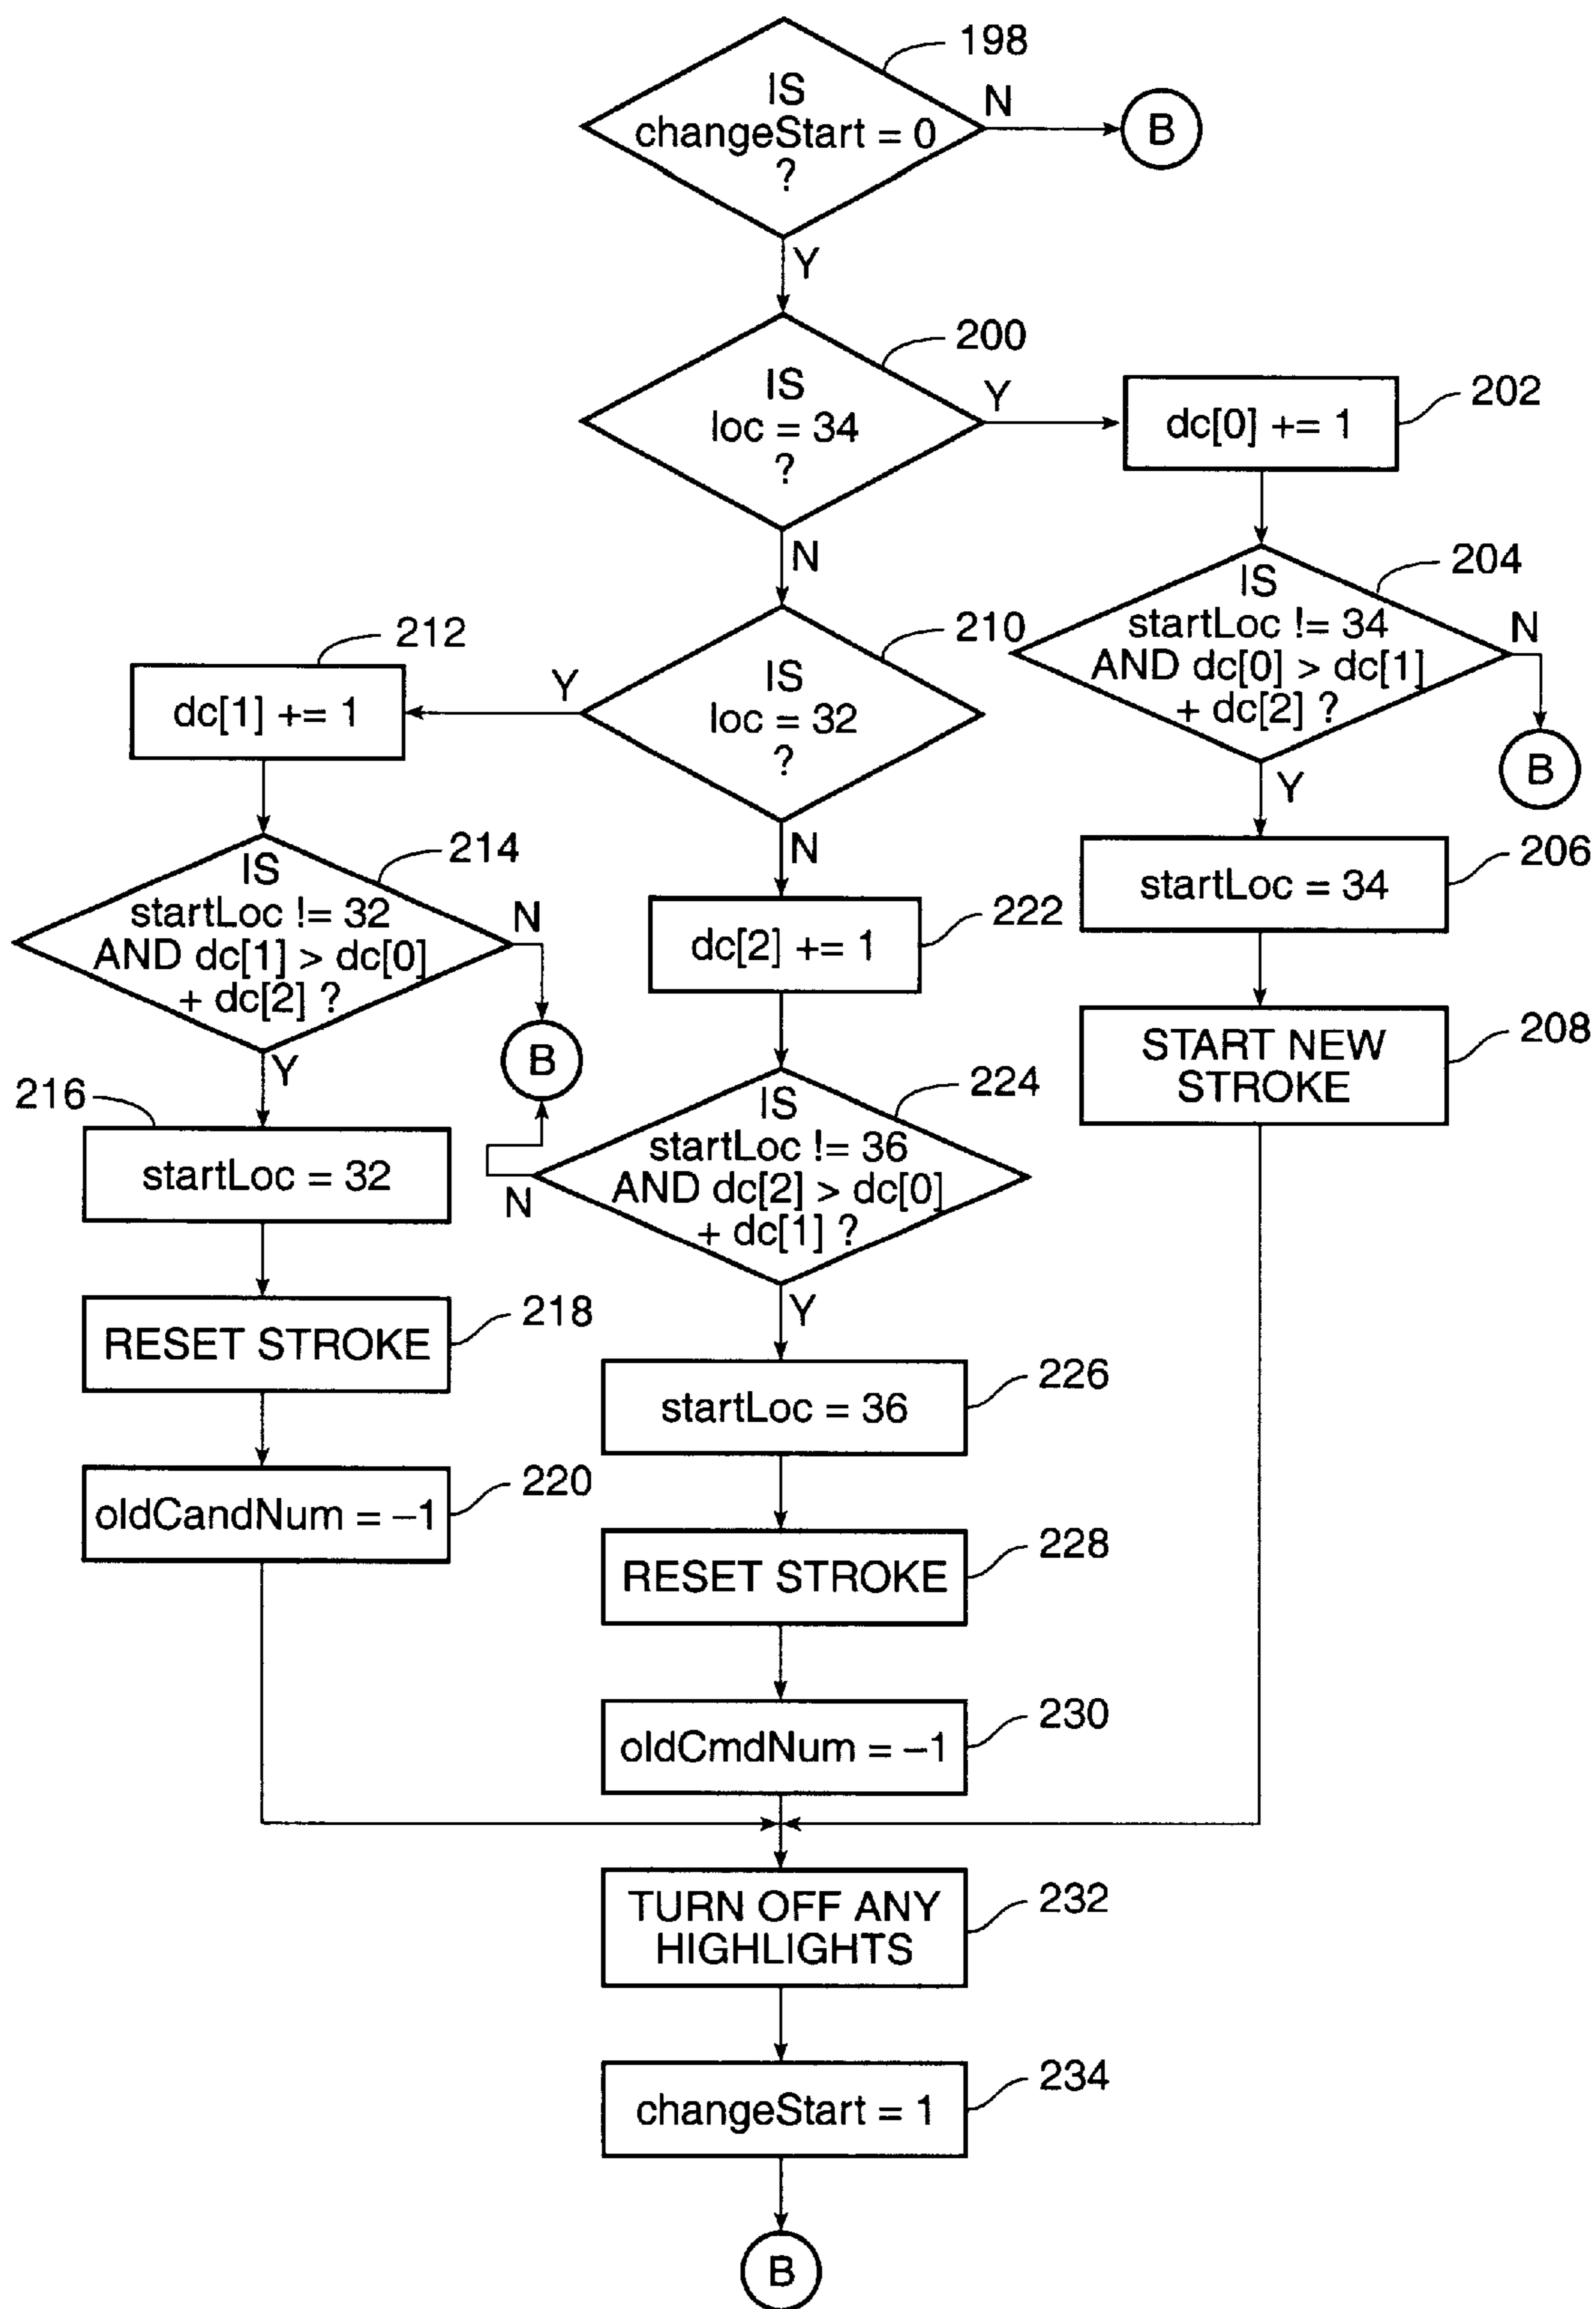 198
IS
changeStart = 0
?
N
B
Y
200
IS
loc = 34
?
Y
202
dc[0] += 1
N
204
IS
startLoc != 34
AND dc[0] > dc[1]
+ dc[2] ?
N
B
Y
206
startLoc = 34
208
START NEW
STROKE
210
IS
loc = 32
?
Y
212
dc[1] += 1
N
214
IS
startLoc != 32
AND dc[1] > dc[0]
+ dc[2] ?
N
B
Y
216
startLoc = 32
218
RESET STROKE
220
oldCandNum = –1
222
dc[2] += 1
224
IS
startLoc != 36
AND dc[2] > dc[0]
+ dc[1] ?
N
Y
226
startLoc = 36
228
RESET STROKE
230
oldCmdNum = –1
232
TURN OFF ANY
HIGHLIGHTS
234
changeStart = 1
B